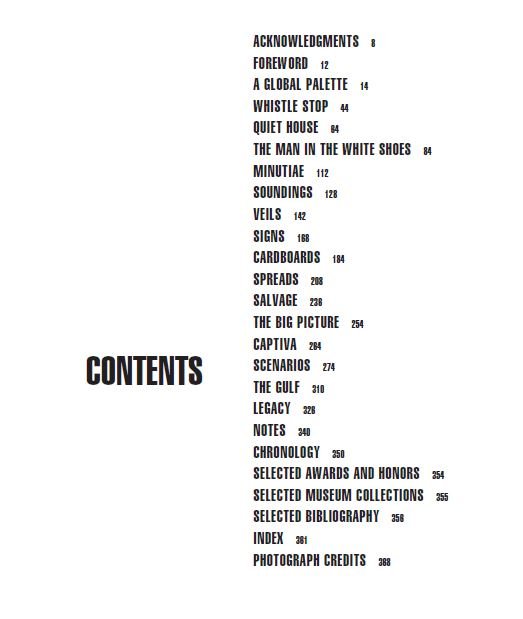 CONTENTS
ACKNOWLEDGMENTS 8
FOREWORD 12
A GLOBAL PALETTE 14
WHISTLE STOP 44
QUIET HOUSE 64
THE MAN IN THE WHITE SHOES 84
MINUTIAE 112
SOUNDINGS 128
VEILS 142
SIGNS 168
CARDBOARDS 184
SPREADS 208
SALVAGE 236
THE BIG PICTURE 254
CAPTIVA 264
SCENARIOS 274
THE GULF 310
LEGACY 328
NOTES 340
CHRONOLOGY 350
SELECTED AWARDS AND HONORS 354
SELECTED MUSEUM COLLECTIONS 355
SELECTED BIBLIOGRAPHY 356
INDEX 361
PHOTOGRAPH CREDITS 368